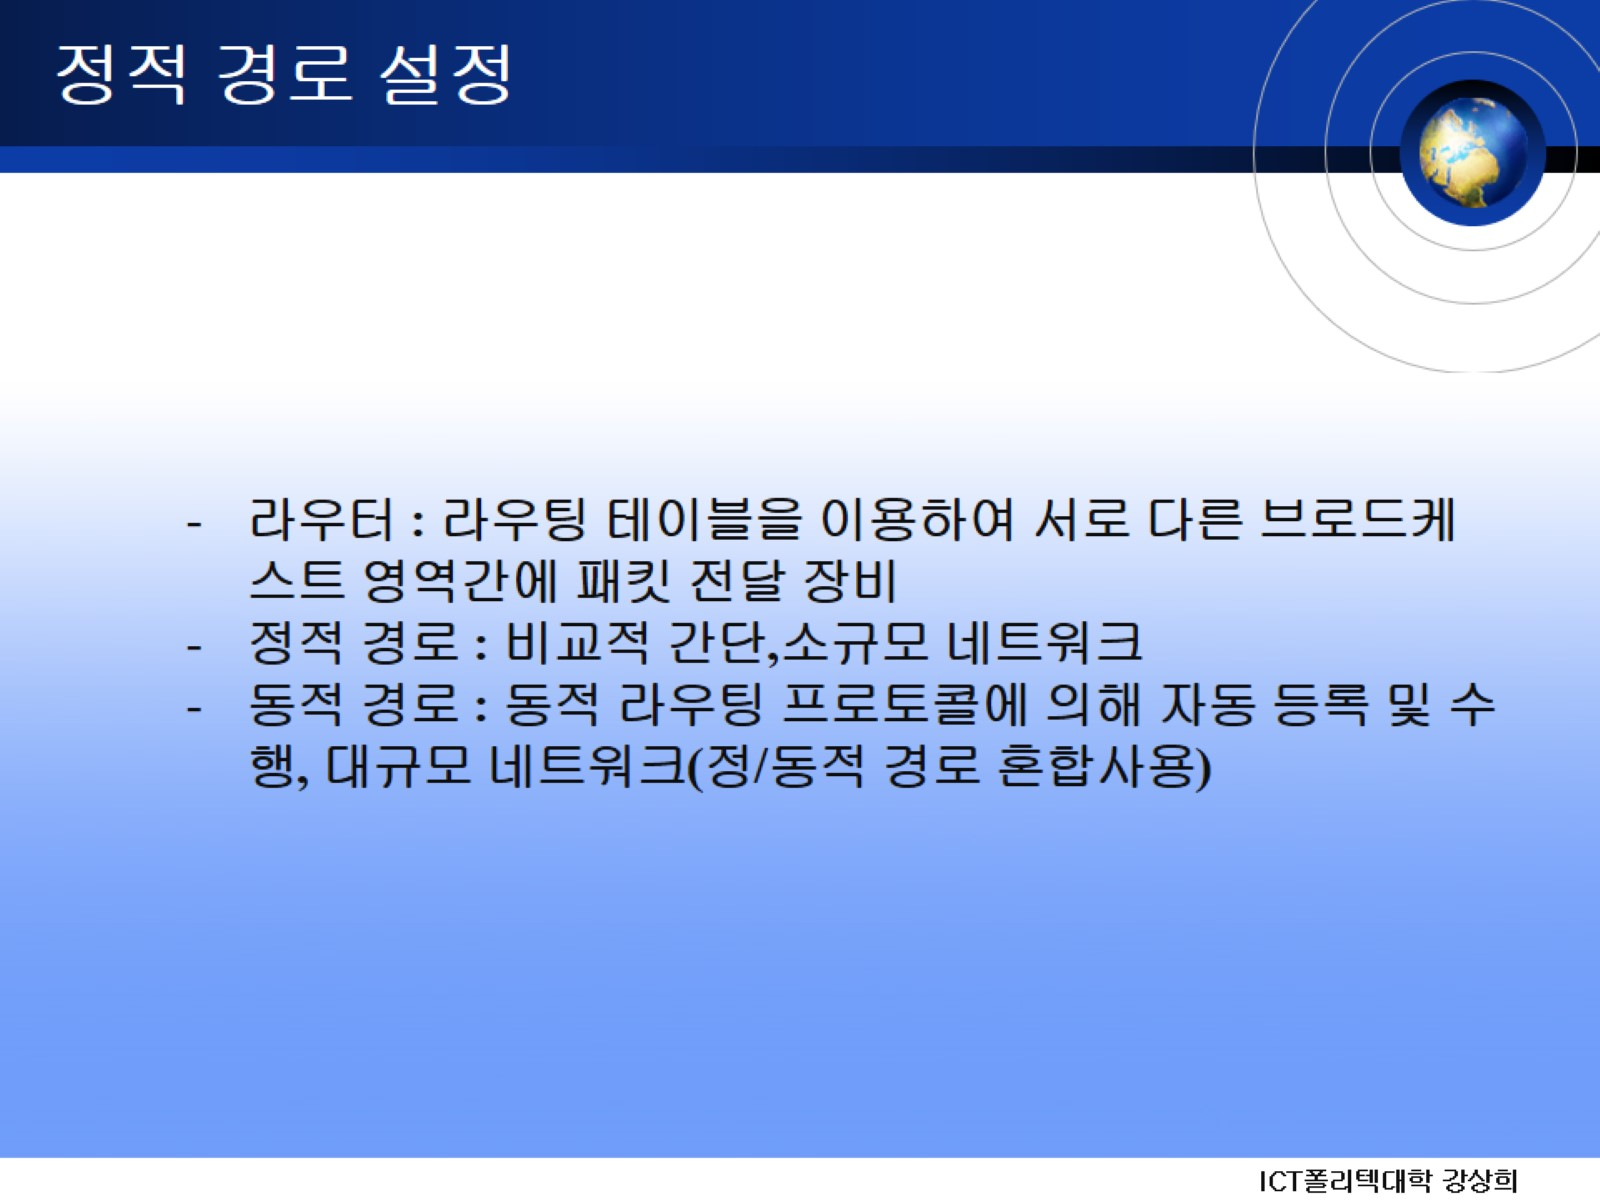 정적 경로 설정
- 라우터 : 라우팅 테이블을 이용하여 서로 다른 브로드케
스트 영역간에 패킷 전달 장비
- 정적 경로 : 비교적 간단,소규모 네트워크
- 동적 경로 : 동적 라우팅 프로토콜에 의해 자동 등록 및 수
행, 대규모 네트워크(정/동적 경로 혼합사용)
ICT폴리텍대학 강상희